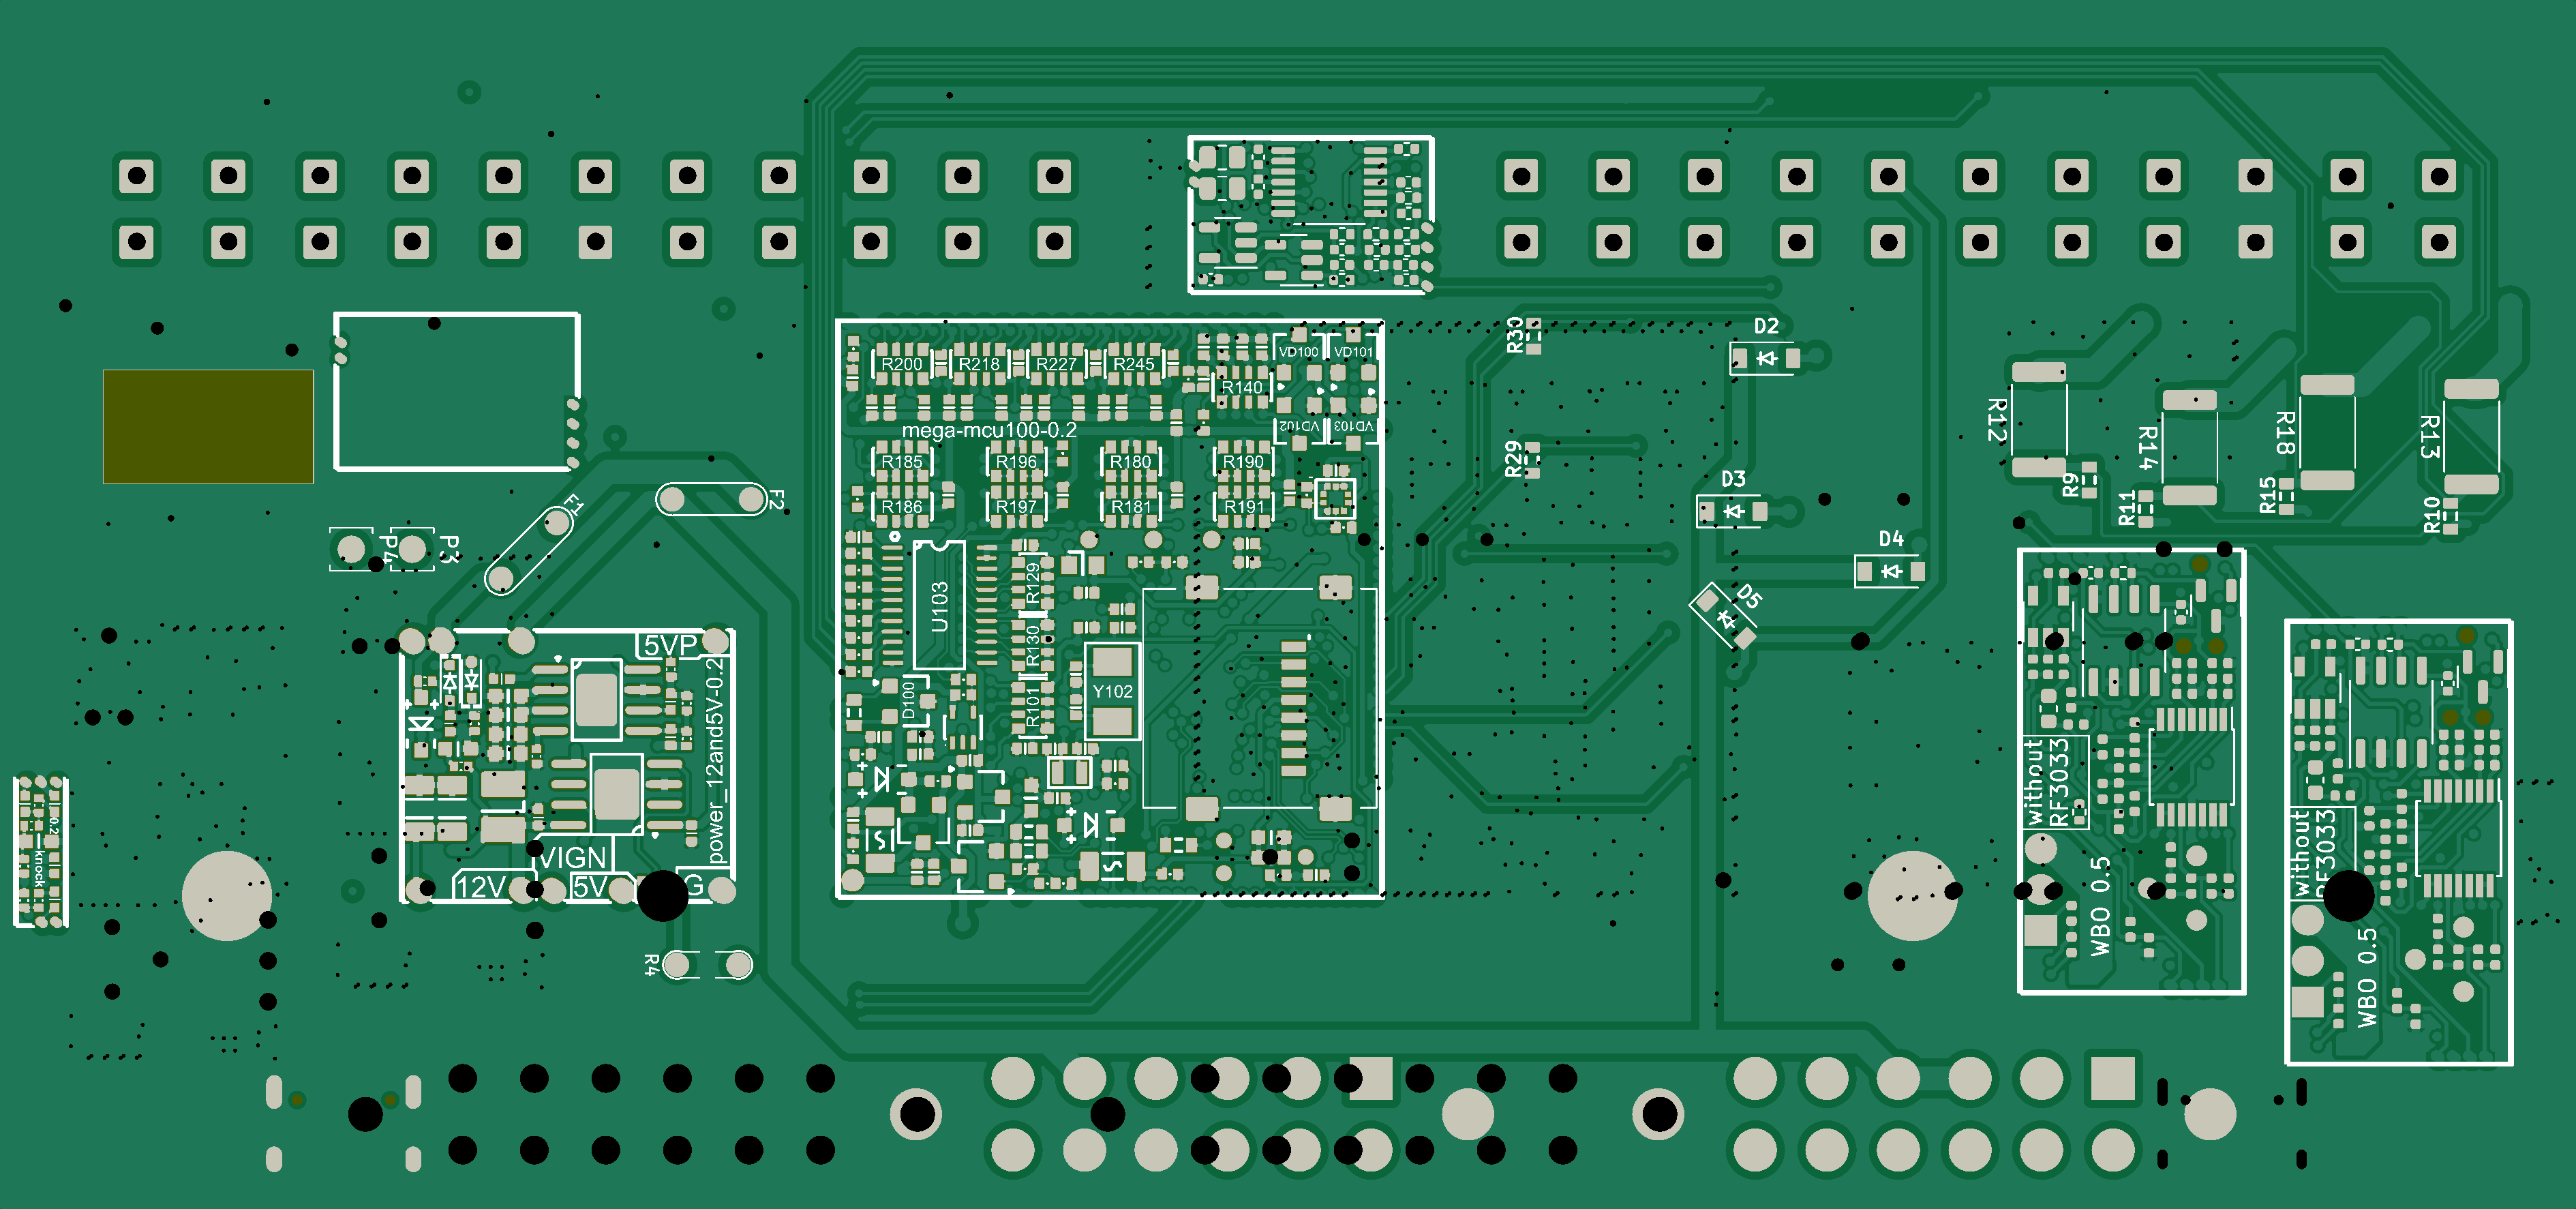 R30
D2
VD100 VD101
R200 R218 R227 R245
R140
VD102 VD103
mega-mcu100-0.2
R185 R196 R180 R190
R186 R197 R181 R191
R29
D3
D4
D5
R12
R14
R18
R13
R9
R11
R15
R10
F1
F2
P4
P3
U103
R129
R130
R101
D100
Y102
5VP
power_12and5V-0.2
VIGN
12V
5V
G
R4
knock
without
RF3033
WBO 0.5
without
RF3033
WBO 0.5